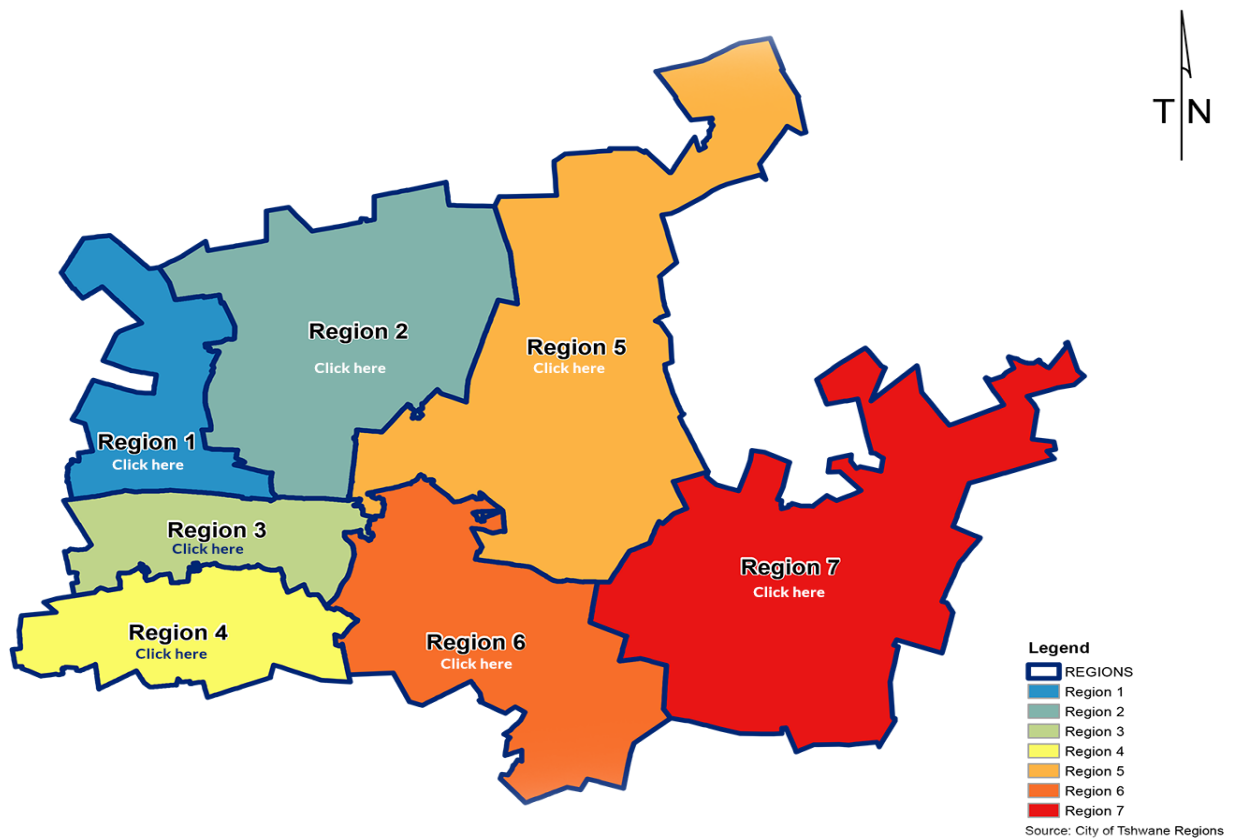 T N
Region 2
Click here
Region 5
Click here
Region 1
Click here
Region 3
Click here
Region 7
Click here
Region 4
Click here
Region 6
Click here
Legend
REGIONS
Region 1
Region 2
Region 3
Region 4
Region 5
Region 6
Region 7
Source: City of Tshwane Regions